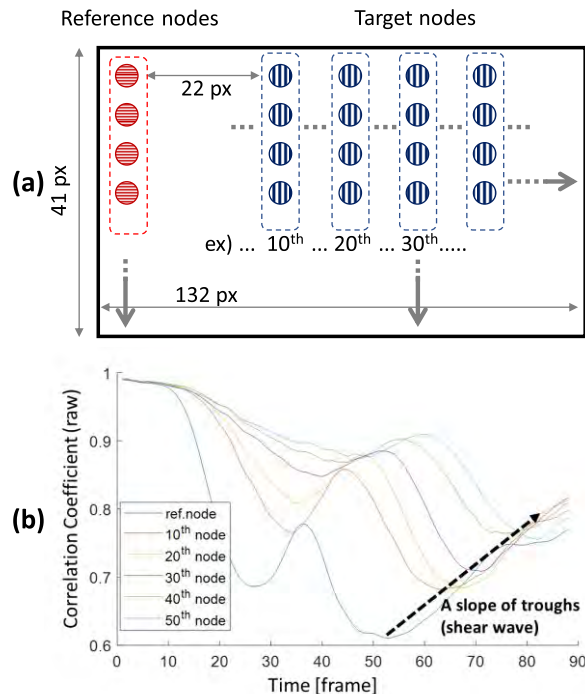 Reference nodes
Target nodes
22 px
(a)
41 px
ex) ... 10th ... 20th ... 30th.....
132 px
(b)
Correlation Coefficient (raw)
1
0.9
0.8
0.7
0.6
ref.node
10th node
20th node
30th node
40th node
50th node
A slope of troughs
(shear wave)
0 10 20 30 40 50 60 70 80 90
Time [frame]